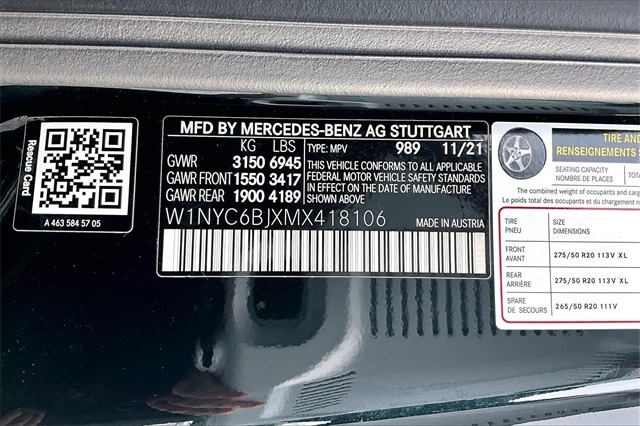 Rescue Card
A 463 584 57 05
MFD BY MERCEDES-BENZ AG STUTTGART
KG LBS TYPE: MPV 989 11/21
GVWR 3150 6945
GAWR FRONT 1550 3417
GAWR REAR 1900 4189
THIS VEHICLE CONFORMS TO ALL APPLICABLE
FEDERAL MOTOR VEHICLE SAFETY STANDARDS
IN EFFECT ON THE DATE OF MANUFACTURE
SHOWN ABOVE
W1NYC6BJXMX418106 MADE IN AUSTRIA
TIRE AND
RENSEIGNEMENTS
SEATING CAPACITY
NOMBRE DE PLACES
The combined weight of occupants and
Le poids total des occupants et du
TIRE SIZE
PNEU DIMENSIONS
FRONT
AVANT 275/50 R20 113V XL
REAR
ARRIÈRE 275/50 R20 113V XL
SPARE
DE SECOURS 265/50 R20 111V